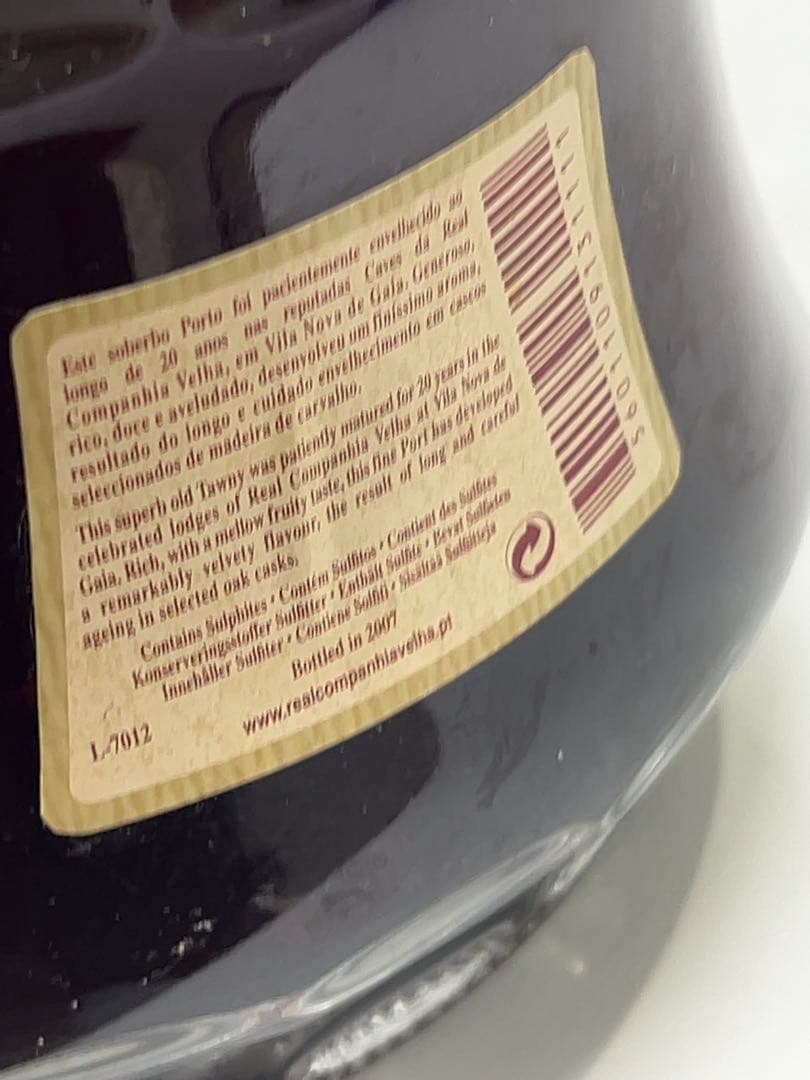 Este soberbo Porto foi pacientemente envelhecido ao
longo de 20 anos nas reputadas Caves da Real
Companhia Velha, em Vila Nova de Gaia. Generoso,
rico, doce e aveludado, desenvolveu um finíssimo aroma,
resultado do longo e cuidado envelhecimento em cascos
seleccionados de madeira de carvalho.
This superb old Tawny was patiently matured for 20 years in the
celebrated lodges of Real Companhia Velha at Vila Nova de
Gaia. Rich, with a mellow fruity taste, this fine Port has developed
a remarkably velvety flavour, the result of long and careful
ageing in selected oak casks.
Contains Sulphites • Contém Sulfitos • Contient des Sulfites
Konserveringsstoffer Sulfitter • Enthält Sulfite • Bevat Sulfieten
Innehåller Sulfiter • Contiene Solfiti • Sisältää Sulfiitteja
Bottled in 2007
www.realcompanhiavelha.pt
L-7012